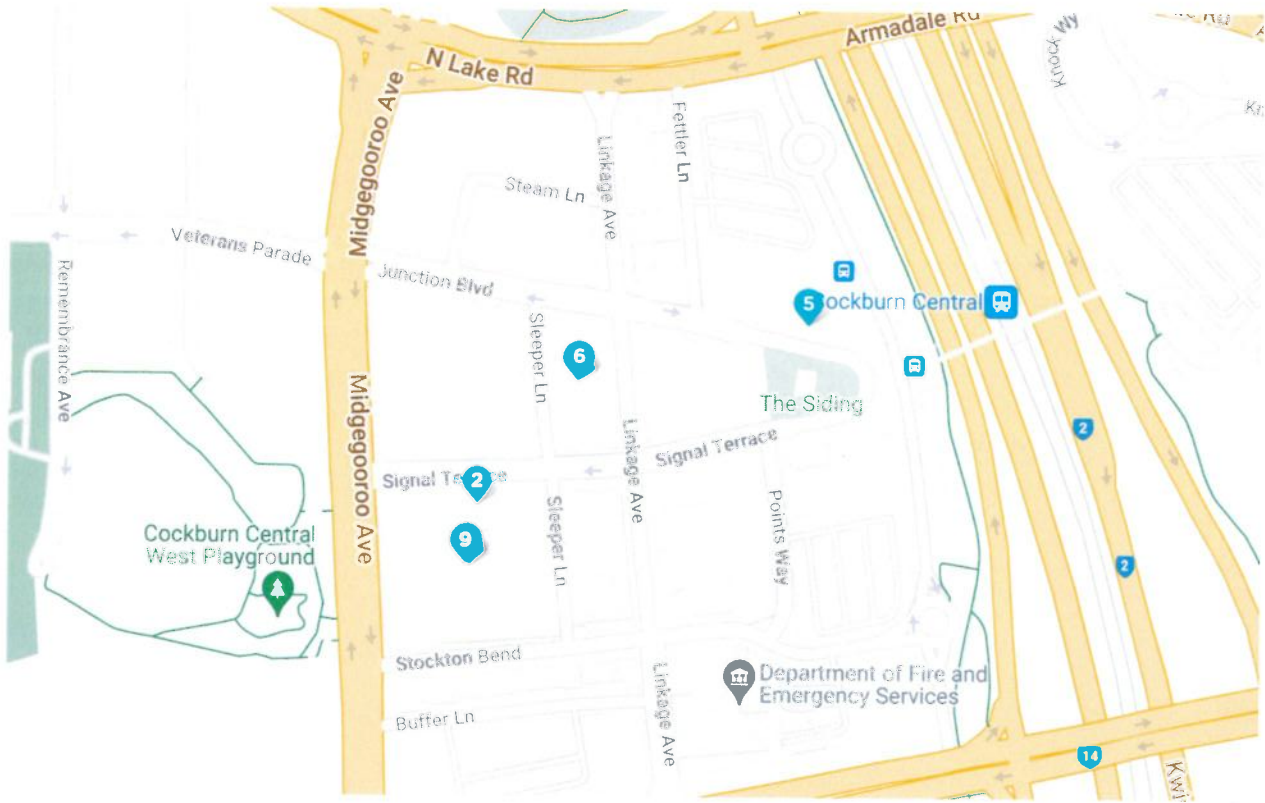 Armadale Rd
N Lake Rd
Knock Wy
Midgegooroo Ave
Fettler Ln
Linkage Ave
Steam Ln
Veterans Parade
Junction Blvd
Remembrance Ave
5
ockburn Central
Sleeper Ln
6
Midgegooroo Ave
The Siding
2
Linkage Ave
Signal Terrace
Signal Te
ce
2
Sleeper Ln
Points Way
9
Cockburn Central
West Playground
2
Stockton Bend
Linkage Ave
Department of Fire and
Emergency Services
Buffer Ln
14